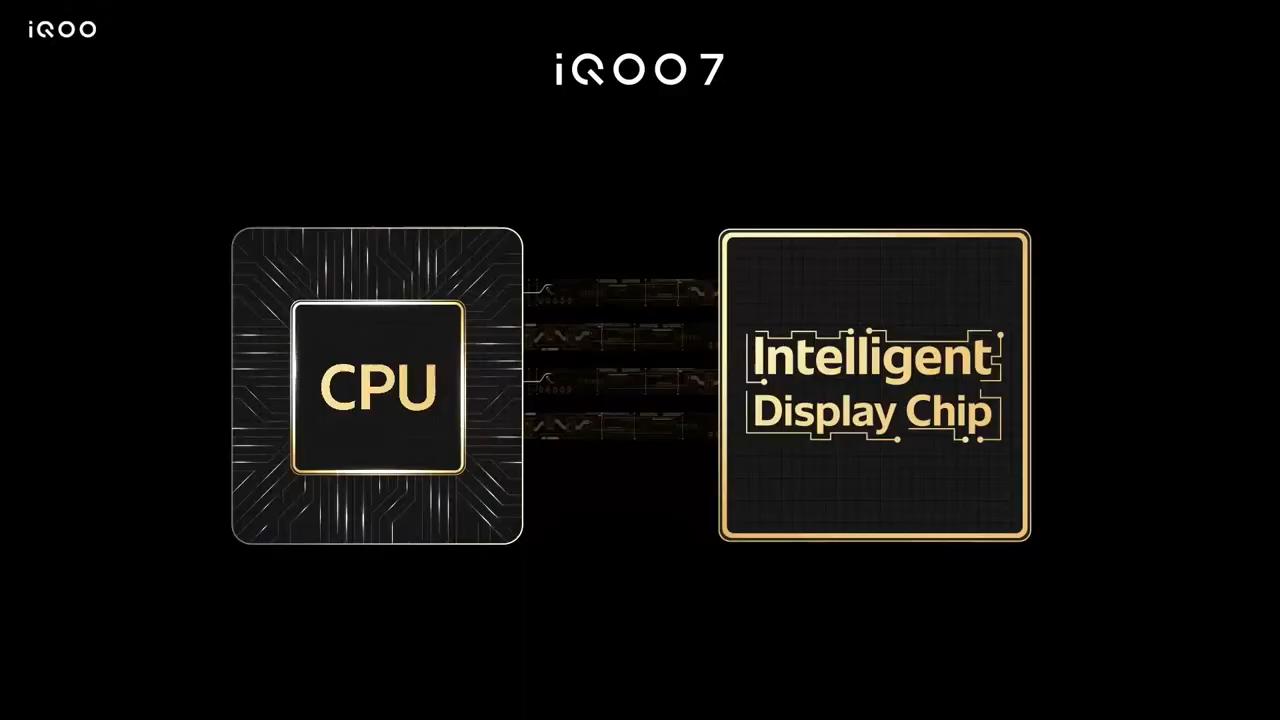 iQOO
iQOO 7
CPU
Intelligent
Display Chip